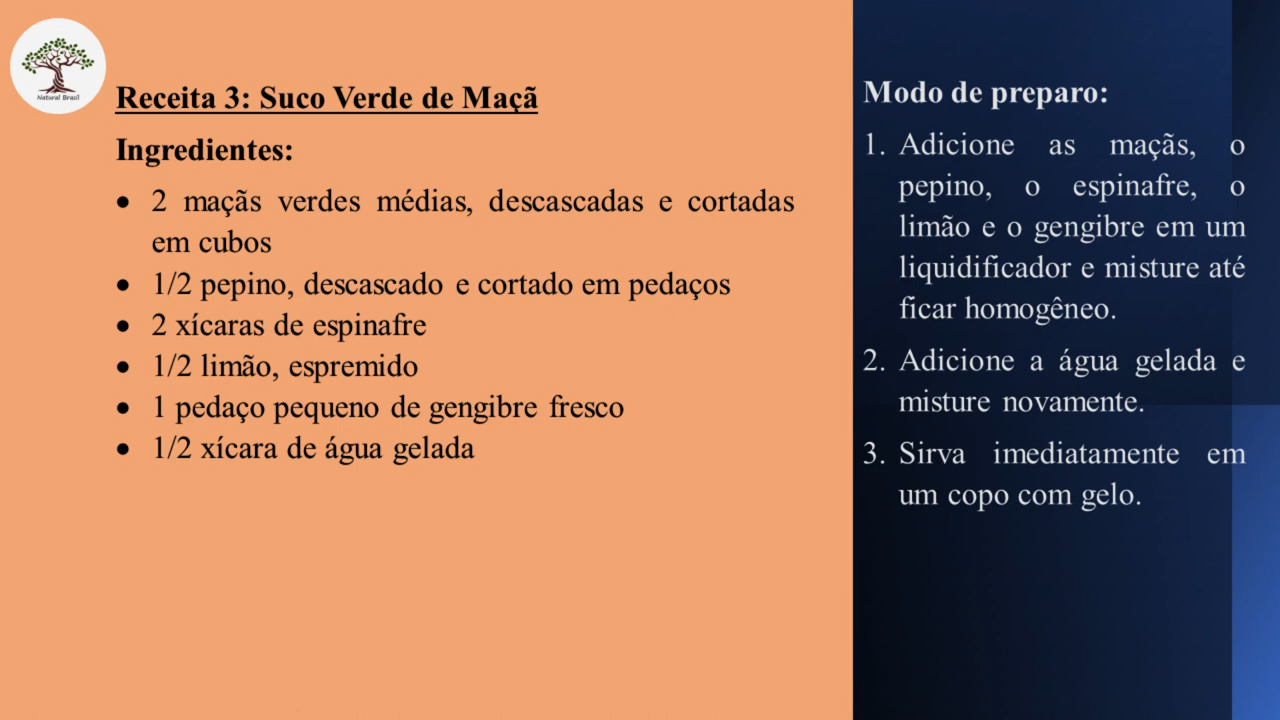 Natural Brasil
Receita 3: Suco Verde de Maçã
Ingredientes:
• 2 maçãs verdes médias, descascadas e cortadas
em cubos
• 1/2 pepino, descascado e cortado em pedaços
• 2 xícaras de espinafre
• 1/2 limão, espremido
• 1 pedaço pequeno de gengibre fresco
• 1/2 xícara de água gelada
Modo de preparo:
1. Adicione as maçãs, o
pepino, o espinafre, o
limão e o gengibre em um
liquidificador e misture até
ficar homogêneo.
2. Adicione a água gelada e
misture novamente.
3. Sirva imediatamente em
um copo com gelo.